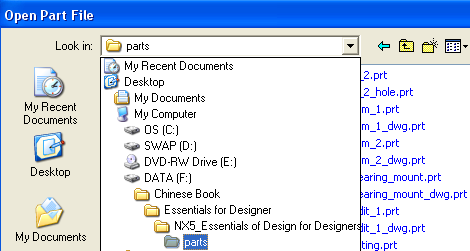 Open Part File
Look in:
parts
My Recent Documents
Desktop
My Documents
My Computer
OS (C:)
SWAP (D:)
DVD-RW Drive (E:)
DATA (F:)
Chinese Book
Essentials for Designer
NX5_Essentials of Design for Designers
parts
My Recent
Documents
Desktop
My Documents
_2.prt
_2_hole.prt
m_1.prt
m_1_dwg.prt
m_2.prt
m_2_dwg.prt
earing_mount.prt
earing_mount_dwg.prt
dit_1.prt
dit_1_dwg.prt
ting.prt